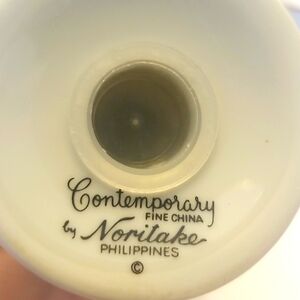 Contemporary
FINE CHINA
by Noritake
PHILIPPINES
©